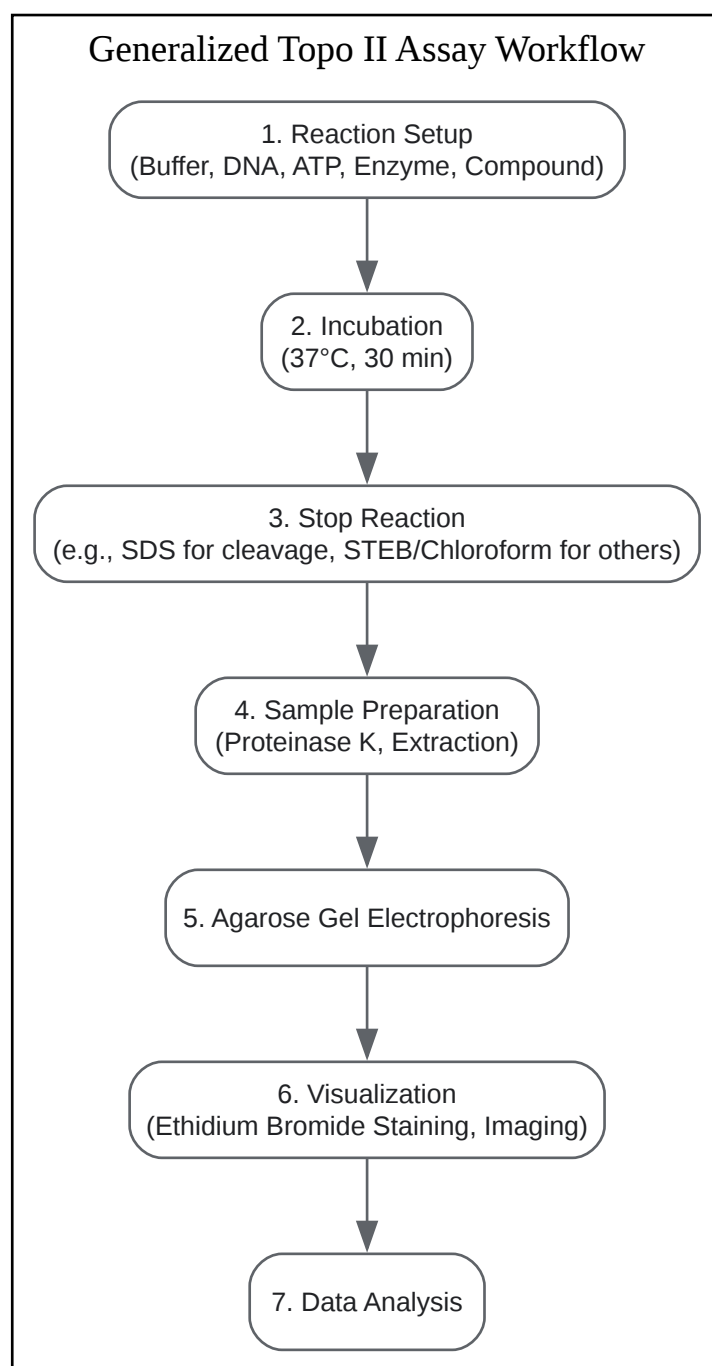 Generalized Topo II Assay Workflow
1. Reaction Setup
(Buffer, DNA, ATP, Enzyme, Compound)
2. Incubation
(37°C, 30 min)
3. Stop Reaction
(e.g., SDS for cleavage, STEB/Chloroform for others)
4. Sample Preparation
(Proteinase K, Extraction)
5. Agarose Gel Electrophoresis
6. Visualization
(Ethidium Bromide Staining, Imaging)
7. Data Analysis